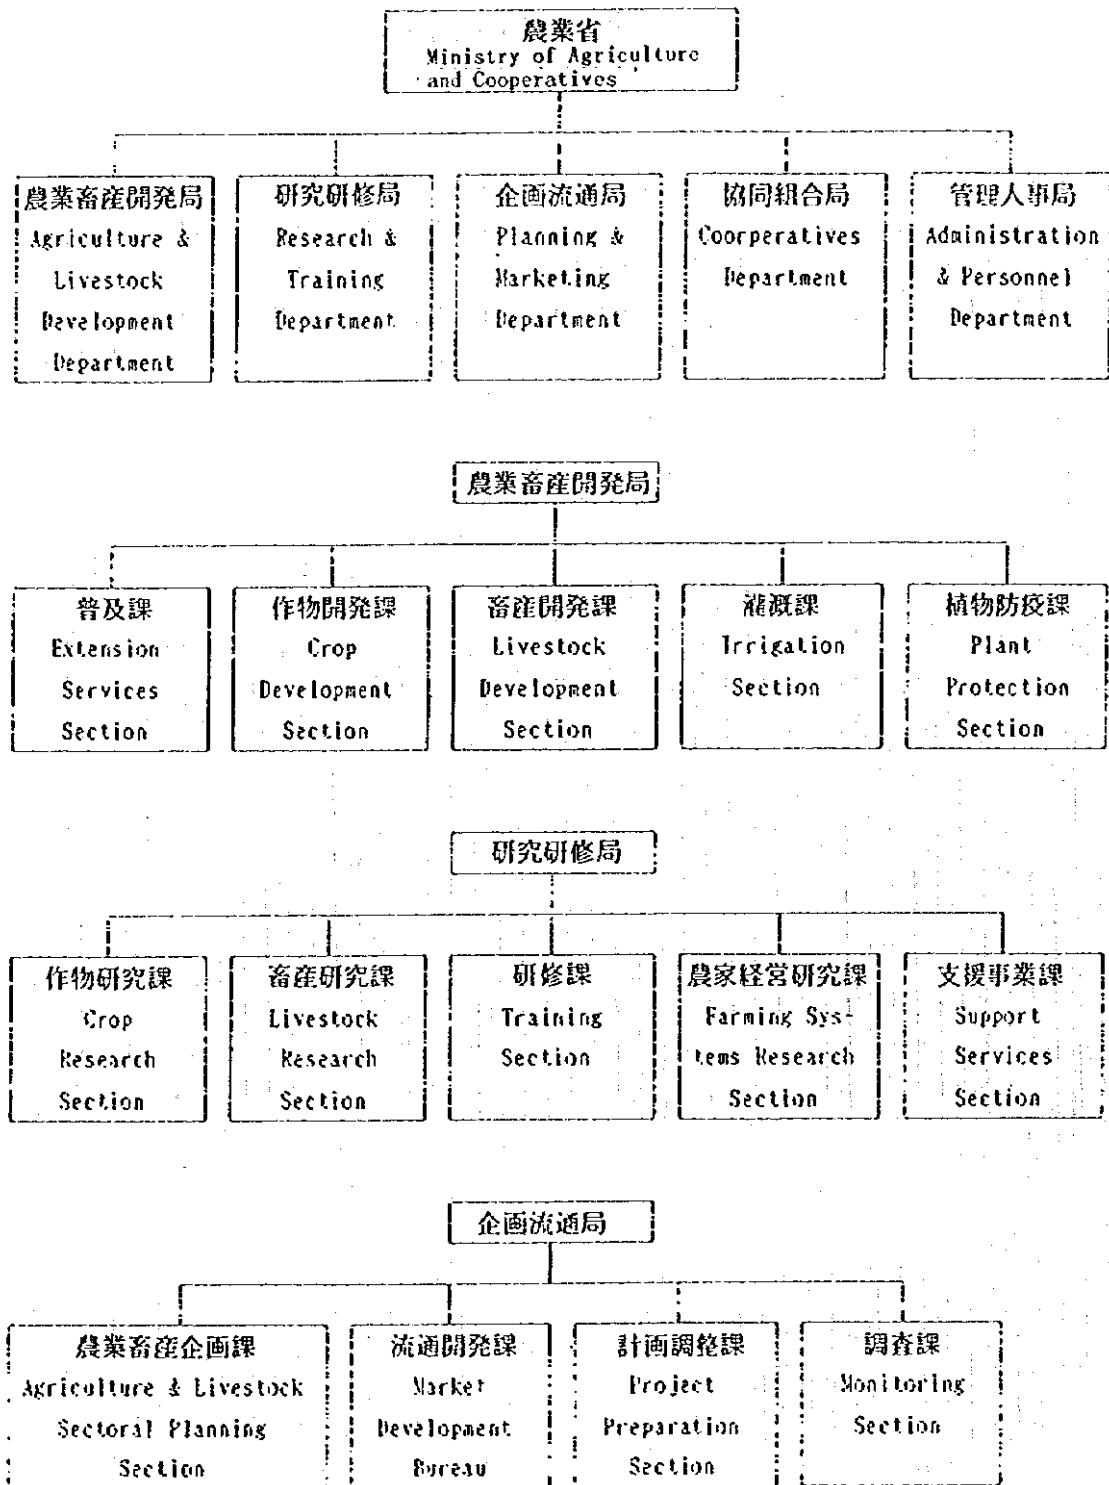 農業省
Ministry of Agriculture
and Cooperatives
農業畜産開発局
Agriculture &
Livestock
Development
Department
研究研修局
Research &
Training
Department
企画流通局
Planning &
Marketing
Department
協同組合局
Coorperatives
Department
管理人事局
Administration
& Personnel
Department
農業畜産開発局
普及課
Extension
Services
Section
作物開発課
Crop
Development
Section
畜産開発課
Livestock
Development
Section
灌漑課
Irrigation
Section
植物防疫課
Plant
Protection
Section
研究研修局
作物研究課
Crop
Research
Section
畜産研究課
Livestock
Research
Section
研修課
Training
Section
農家経営研究課
Farming Sys-
tems Research
Section
支援事業課
Support
Services
Section
企画流通局
農業畜産企画課
Agriculture & Livestock
Sectoral Planning
Section
流通開発課
Market
Development
Bureau
計画調整課
Project
Preparation
Section
調査課
Monitoring
Section